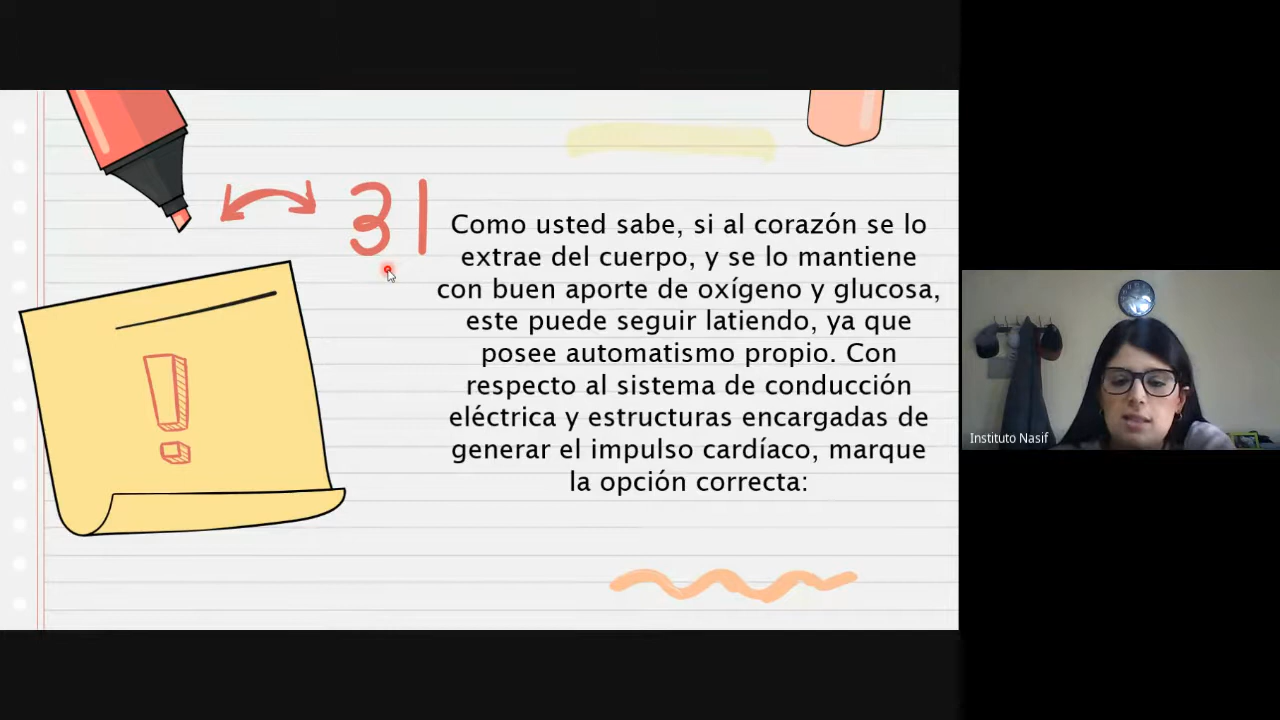 31
Como usted sabe, si al corazón se lo
extrae del cuerpo, y se lo mantiene
con buen aporte de oxígeno y glucosa,
este puede seguir latiendo, ya que
posee automatismo propio. Con
respecto al sistema de conducción
eléctrica y estructuras encargadas de
generar el impulso cardíaco, marque
la opción correcta:
!
Instituto Nasif